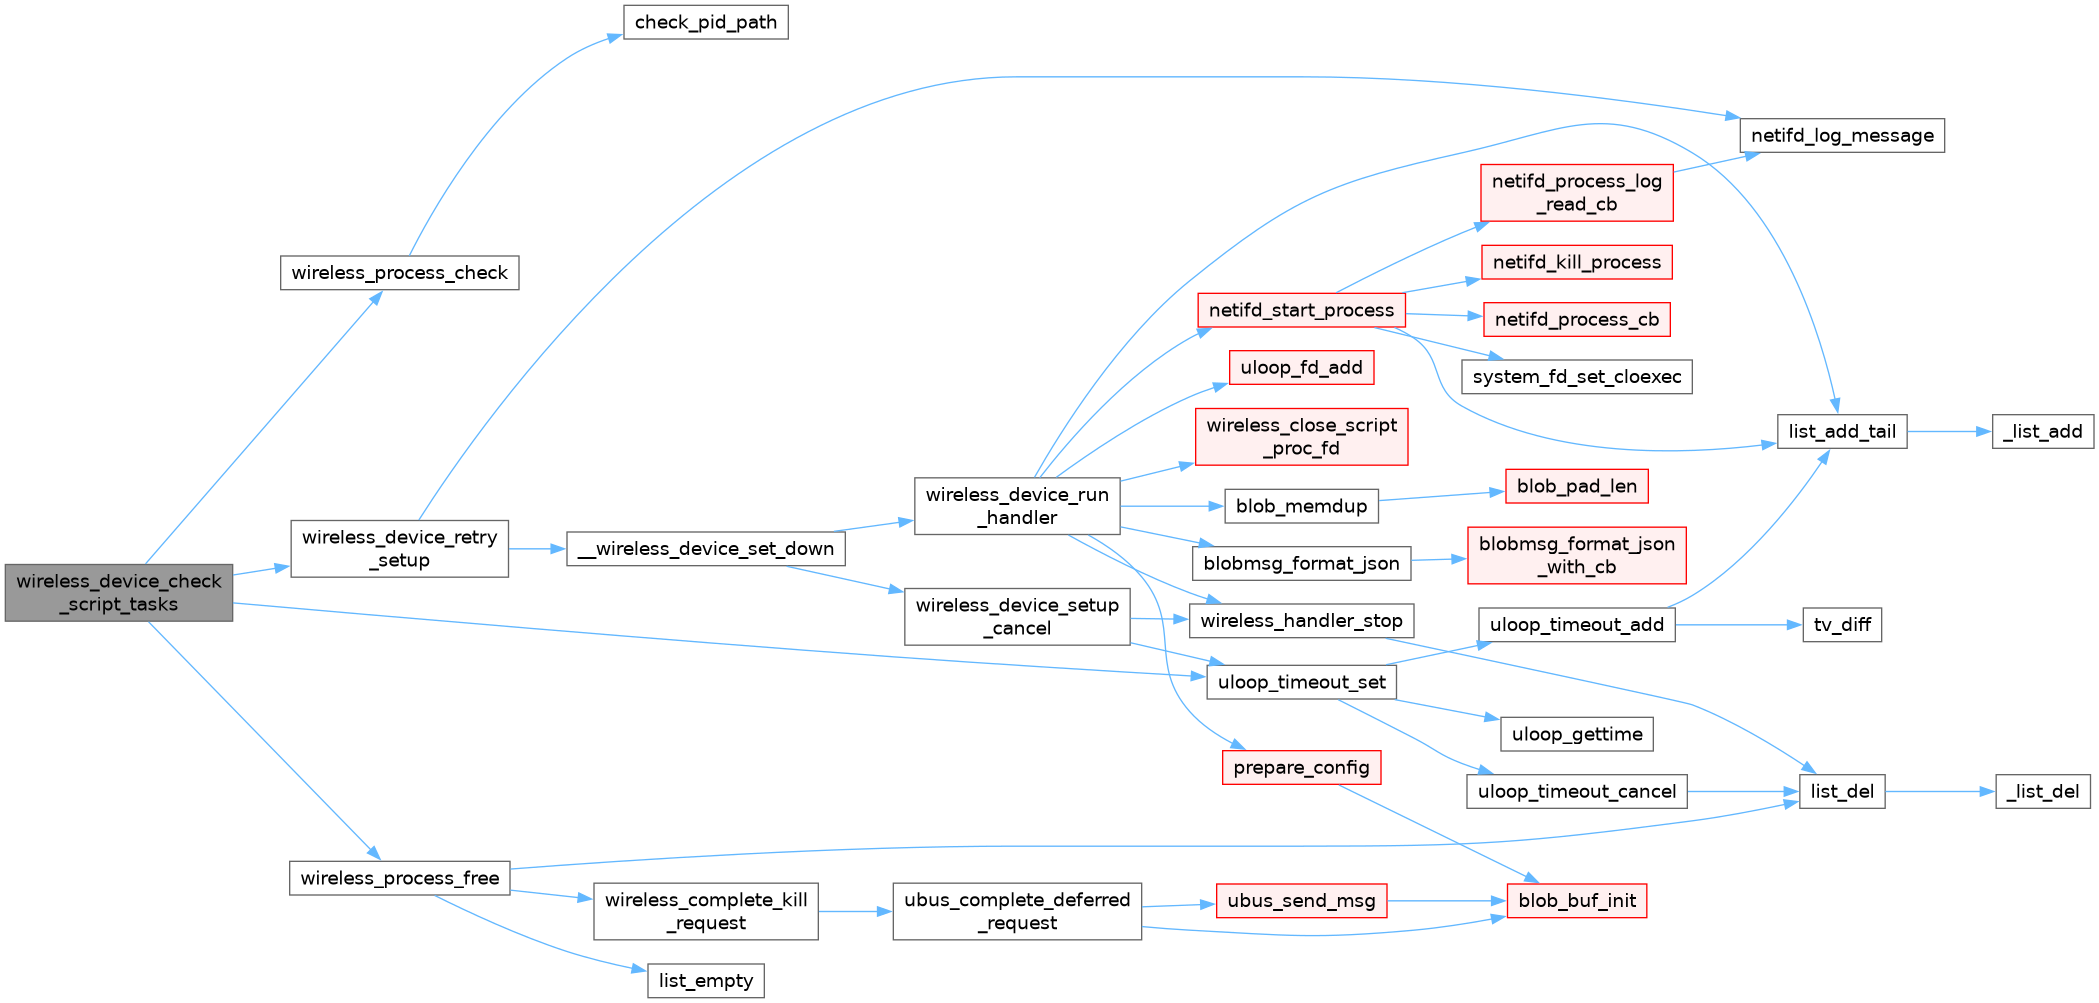 check_pid_path
netifd_log_message
netifd_process_log
_read_cb
wireless_process_check
netifd_kill_process
netifd_start_process
netifd_process_cb
uloop_fd_add
system_fd_set_cloexec
wireless_close_script
_proc_fd
list_add_tail
_list_add
wireless_device_run
_handler
blob_memdup
blob_pad_len
wireless_device_retry
_setup
__wireless_device_set_down
blobmsg_format_json
blobmsg_format_json
_with_cb
wireless_device_check
_script_tasks
wireless_device_setup
_cancel
wireless_handler_stop
uloop_timeout_add
tv_diff
uloop_timeout_set
uloop_gettime
prepare_config
uloop_timeout_cancel
list_del
_list_del
wireless_process_free
wireless_complete_kill
_request
ubus_complete_deferred
_request
ubus_send_msg
blob_buf_init
list_empty